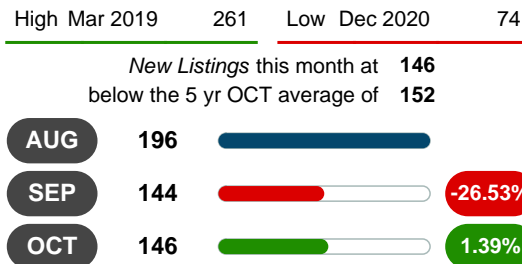 High Mar 2019 261 Low Dec 2020 74
New Listings this month at 146
below the 5 yr OCT average of 152
AUG 196
SEP 144 -26.53%
OCT 146 1.39%